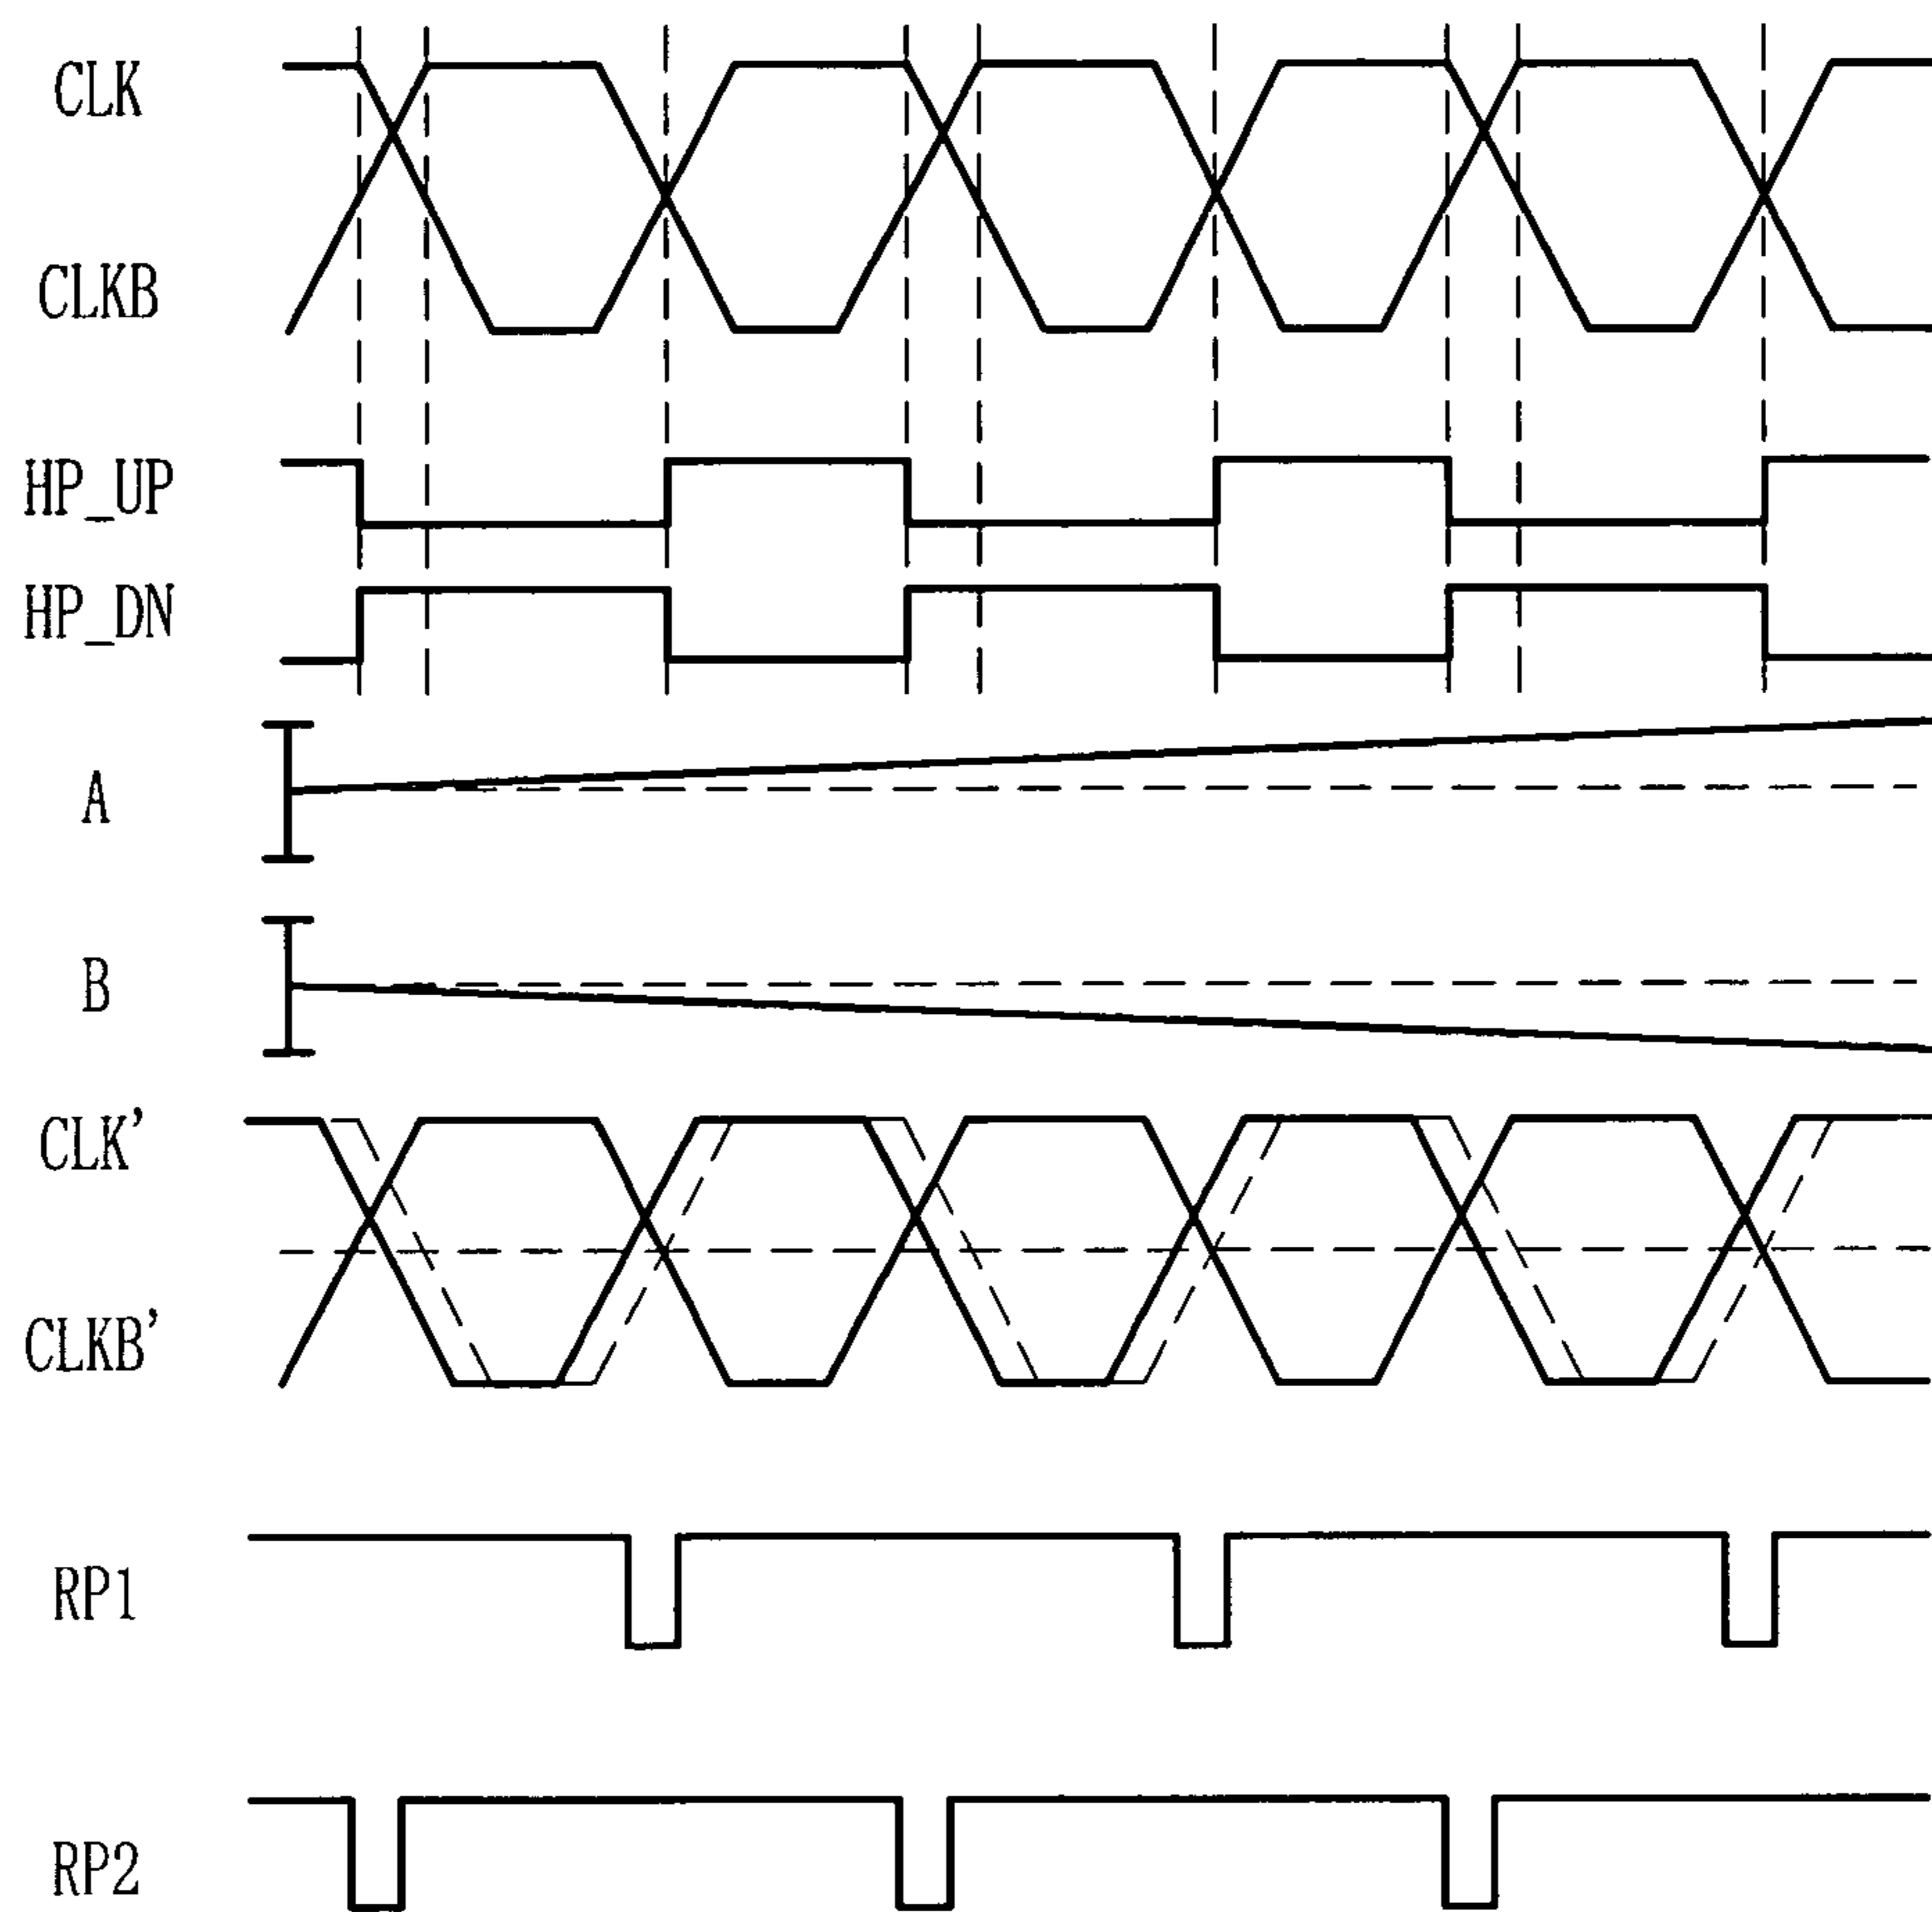 CLK
CLKB
HP_UP
HP_DN
A
B
CLK'
CLKB'
RP1
RP2